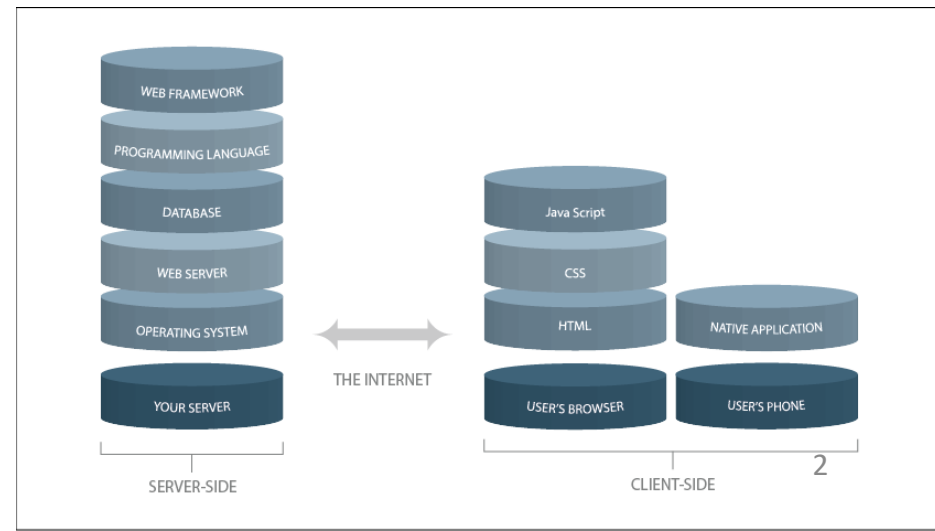 WEB FRAMEWORK
PROGRAMMING LANGUAGE
DATABASE
WEB SERVER
OPERATING SYSTEM
YOUR SERVER
SERVER-SIDE
THE INTERNET
Java Script
CSS
HTML
USER'S BROWSER
NATIVE APPLICATION
USER'S PHONE
CLIENT-SIDE
2